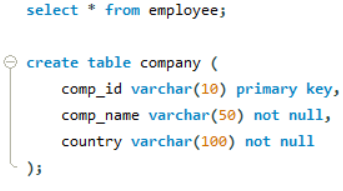 select * from employee;
create table company (
comp_id varchar(10) primary key,
comp_name varchar(50) not null,
country varchar(100) not null
);